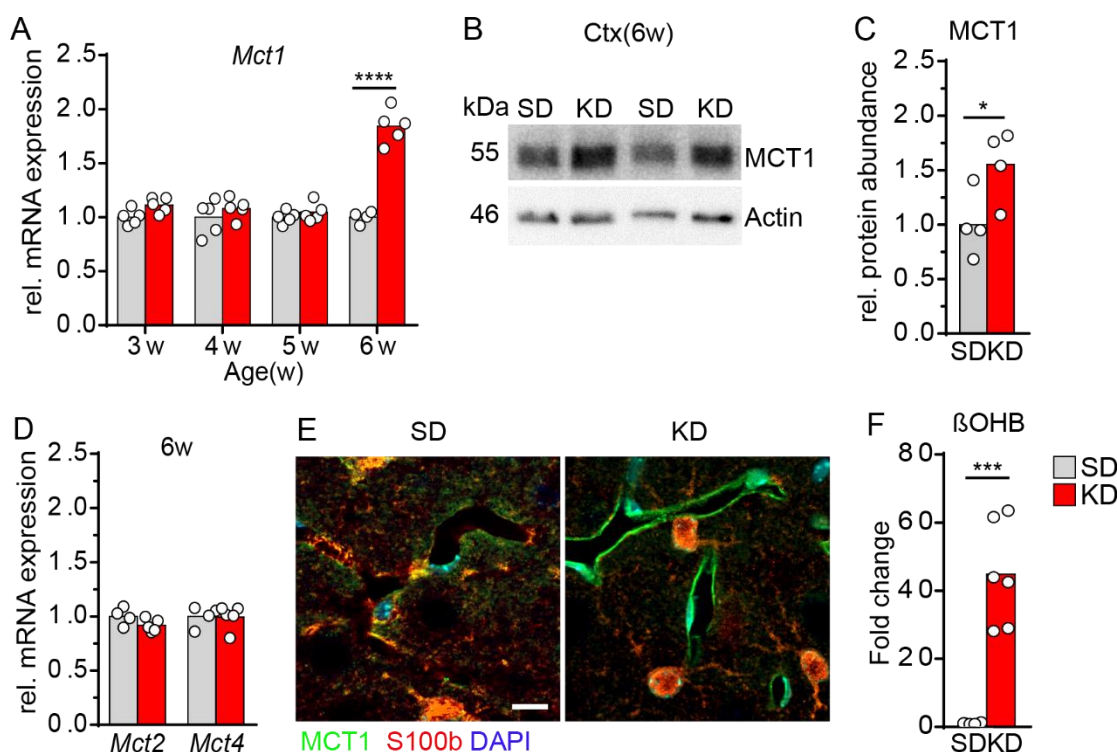 A
Mct1
rel. mRNA expression
2.5
2.0
1.5
1.0
0.5
0.0
****
3 w
4 w
5 w
6 w
Age(w)
B
Ctx(6w)
kDa
SD
KD
SD
KD
55
MCT1
46
Actin
C
MCT1
rel. protein abundance
2.5
2.0
1.5
1.0
0.5
0.0
*
SDKD
D
6w
rel. mRNA expression
2.5
2.0
1.5
1.0
0.5
0.0
Mct2
Mct4
E
SD
KD
MCT1 S100b DAPI
F
ßOHB
Fold change
80
60
40
20
0
***
SDKD
SD
KD